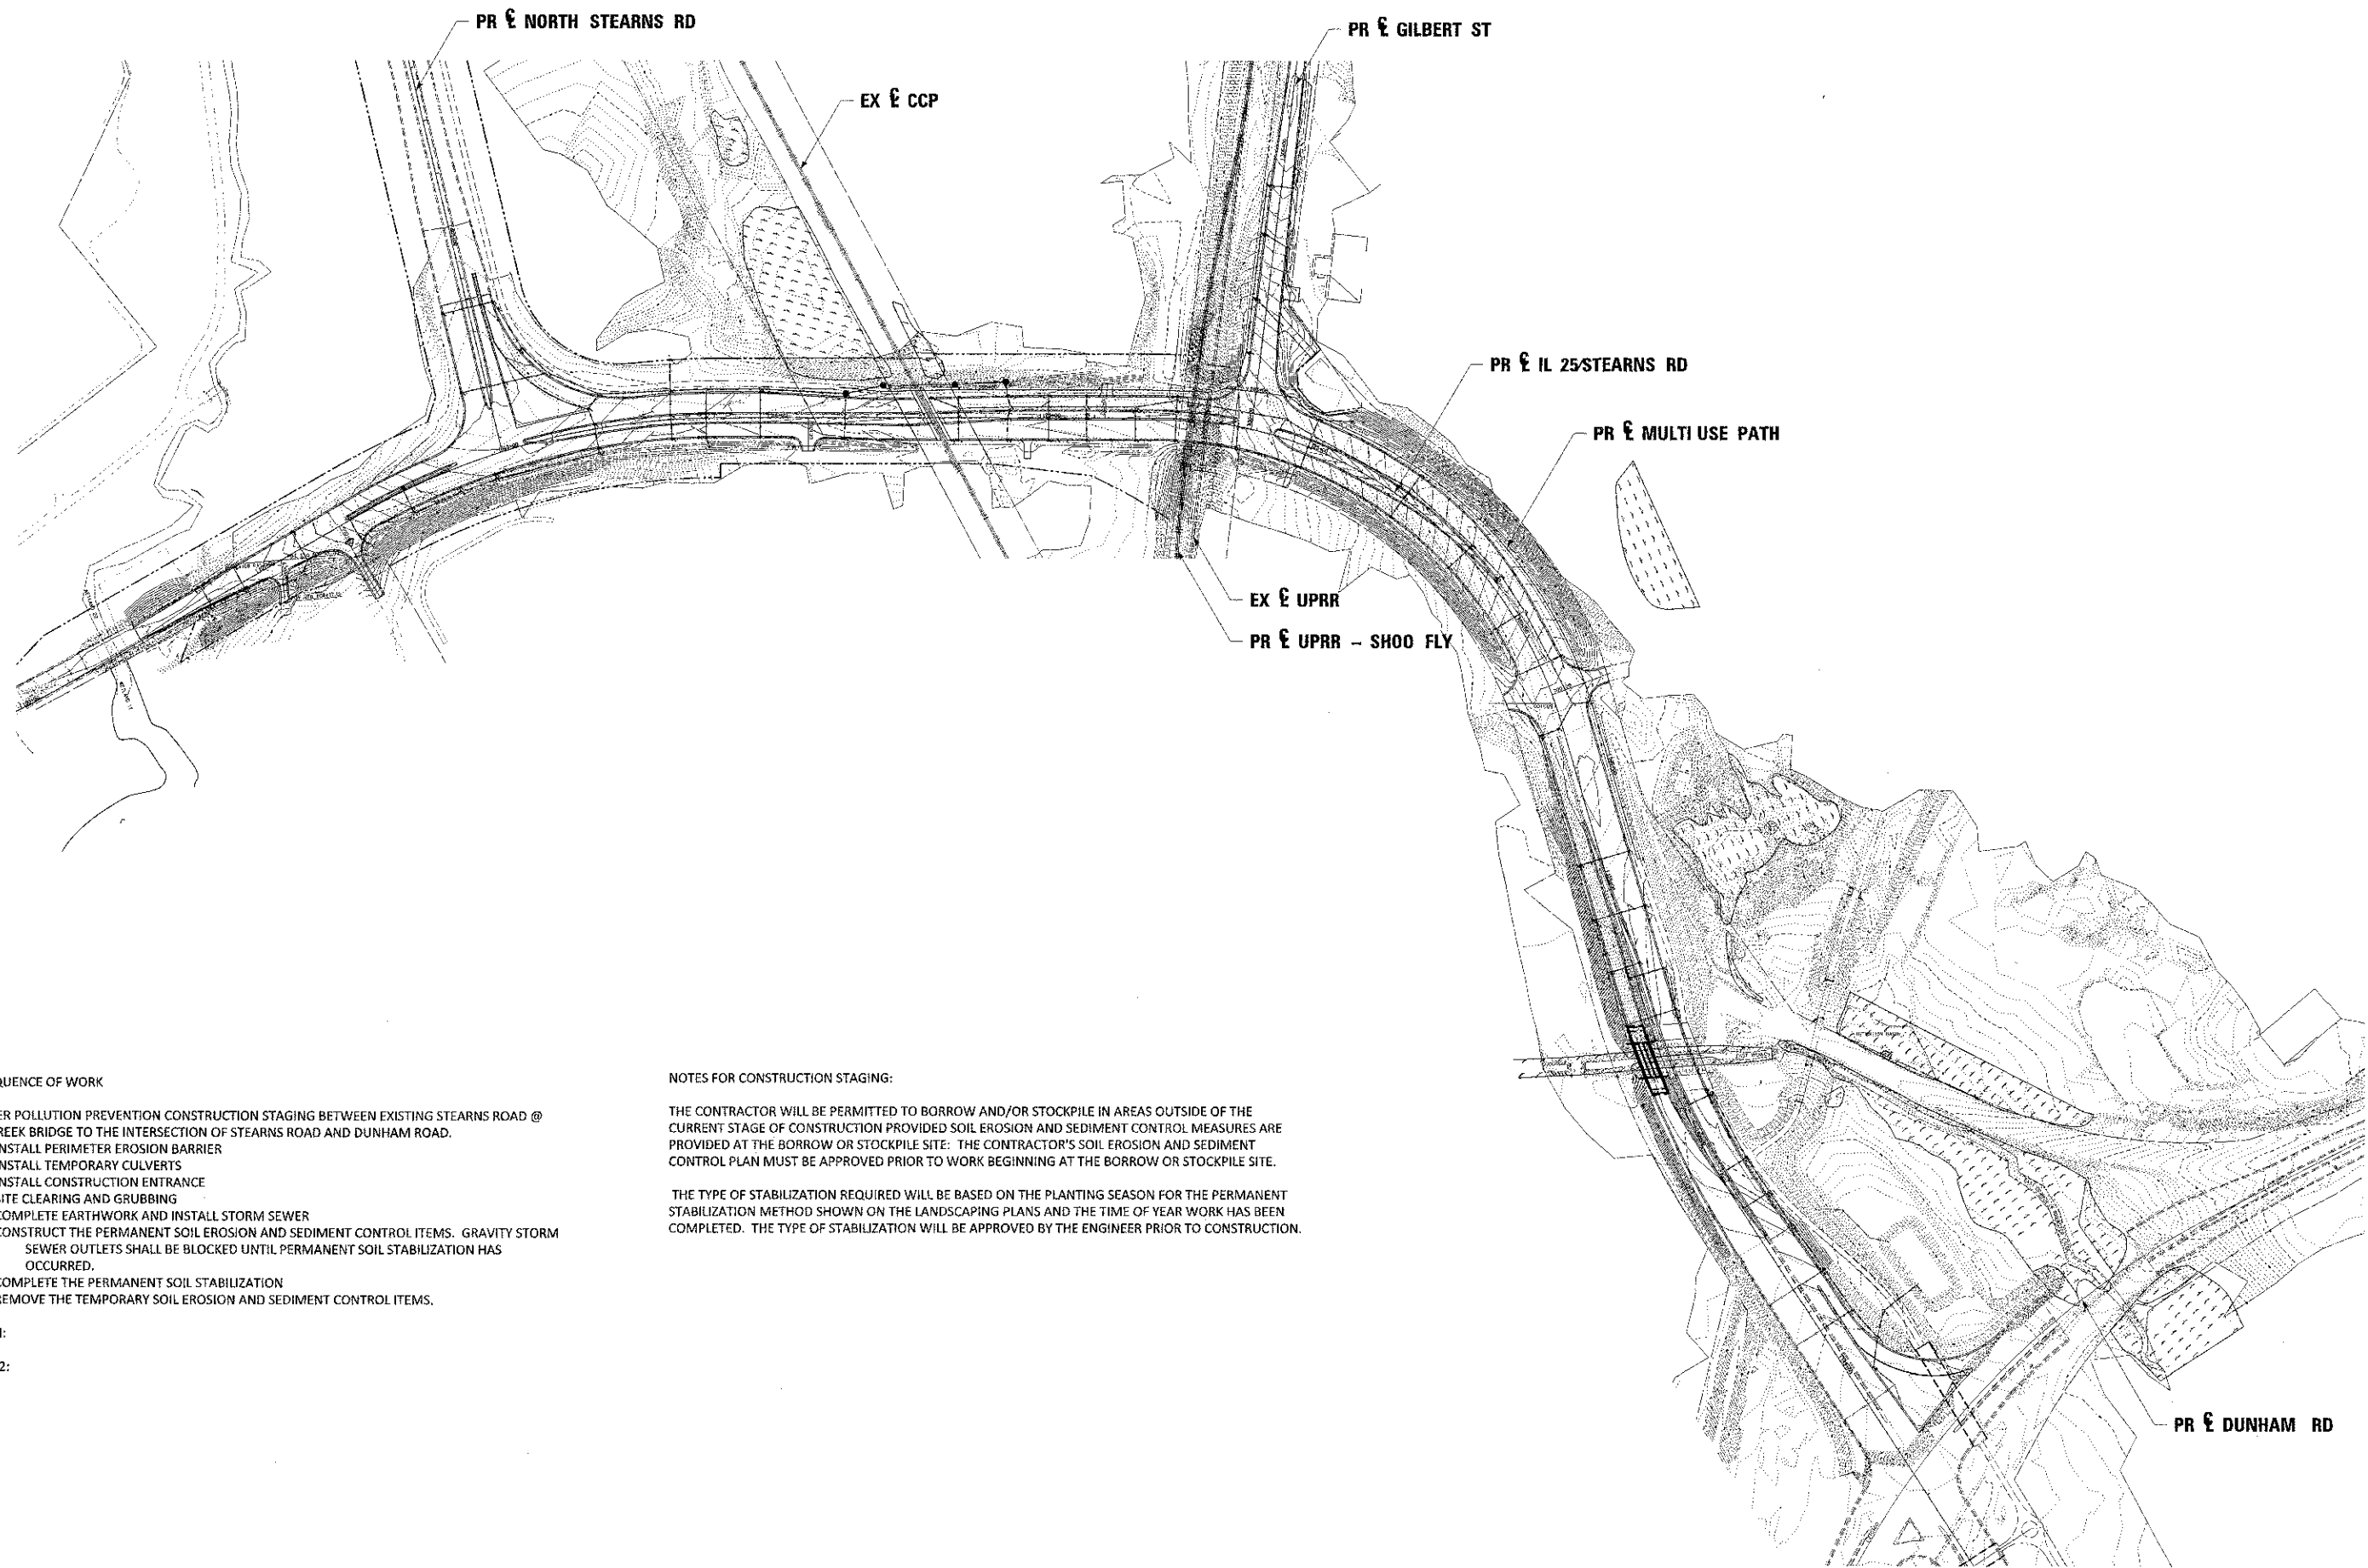 PR ℄ NORTH STEARNS RD
PR ℄ GILBERT ST
EX ℄ CCP
PR ℄ IL 25/STEARNS RD
PR ℄ MULTI USE PATH
EX ℄ UPRR
PR ℄ UPRR - SHOO FLY
PR ℄ DUNHAM RD
UENCE OF WORK
ER POLLUTION PREVENTION CONSTRUCTION STAGING BETWEEN EXISTING STEARNS ROAD @
REEK BRIDGE TO THE INTERSECTION OF STEARNS ROAD AND DUNHAM ROAD.
NSTALL PERIMETER EROSION BARRIER
NSTALL TEMPORARY CULVERTS
NSTALL CONSTRUCTION ENTRANCE
ITE CLEARING AND GRUBBING
OMPLETE EARTHWORK AND INSTALL STORM SEWER
ONSTRUCT THE PERMANENT SOIL EROSION AND SEDIMENT CONTROL ITEMS. GRAVITY STORM
SEWER OUTLETS SHALL BE BLOCKED UNTIL PERMANENT SOIL STABILIZATION HAS
OCCURRED.
OMPLETE THE PERMANENT SOIL STABILIZATION
EMOVE THE TEMPORARY SOIL EROSION AND SEDIMENT CONTROL ITEMS.
2:
NOTES FOR CONSTRUCTION STAGING:
THE CONTRACTOR WILL BE PERMITTED TO BORROW AND/OR STOCKPILE IN AREAS OUTSIDE OF THE
CURRENT STAGE OF CONSTRUCTION PROVIDED SOIL EROSION AND SEDIMENT CONTROL MEASURES ARE
PROVIDED AT THE BORROW OR STOCKPILE SITE: THE CONTRACTOR'S SOIL EROSION AND SEDIMENT
CONTROL PLAN MUST BE APPROVED PRIOR TO WORK BEGINNING AT THE BORROW OR STOCKPILE SITE.
THE TYPE OF STABILIZATION REQUIRED WILL BE BASED ON THE PLANTING SEASON FOR THE PERMANENT
STABILIZATION METHOD SHOWN ON THE LANDSCAPING PLANS AND THE TIME OF YEAR WORK HAS BEEN
COMPLETED. THE TYPE OF STABILIZATION WILL BE APPROVED BY THE ENGINEER PRIOR TO CONSTRUCTION.